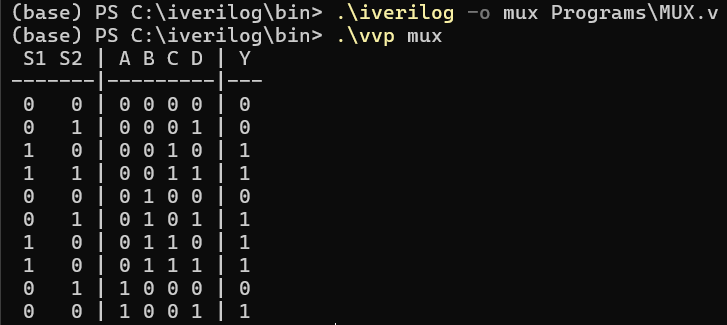 (base) PS C:\iverilog\bin> .\iverilog -o mux Programs\MUX.v
(base) PS C:\iverilog\bin> .\vvp mux
 S1 S2 | A B C D | Y
-------|---------|---
 0   0 | 0 0 0 0 | 0
 0   1 | 0 0 0 1 | 0
 1   0 | 0 0 1 0 | 1
 1   1 | 0 0 1 1 | 1
 0   0 | 0 1 0 0 | 0
 0   1 | 0 1 0 1 | 1
 1   0 | 0 1 1 0 | 1
 1   0 | 0 1 1 1 | 1
 0   1 | 1 0 0 0 | 0
 0   0 | 1 0 0 1 | 1